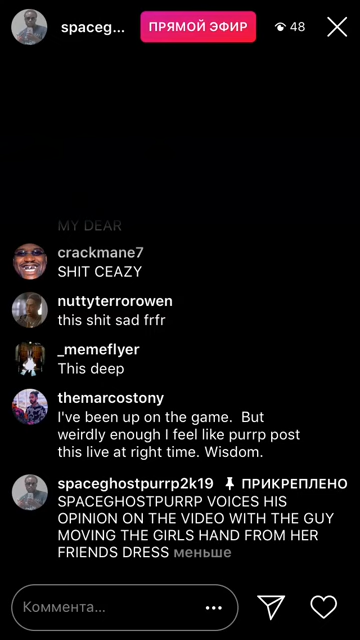 spaceg...
ПРЯМОЙ ЭФИР
48
MY DEAR
crackmane7
SHIT CEAZY
nuttyterrorowen
this shit sad frfr
_memeflyer
This deep
themarcostony
I've been up on the game.  But
weirdly enough I feel like purrp post
this live at right time. Wisdom.
spaceghostpurrp2k19 ПРИКРЕПЛЕНО
SPACEGHOSTPURRP VOICES HIS
OPINION ON THE VIDEO WITH THE GUY
MOVING THE GIRLS HAND FROM HER
FRIENDS DRESS меньше
Коммента...